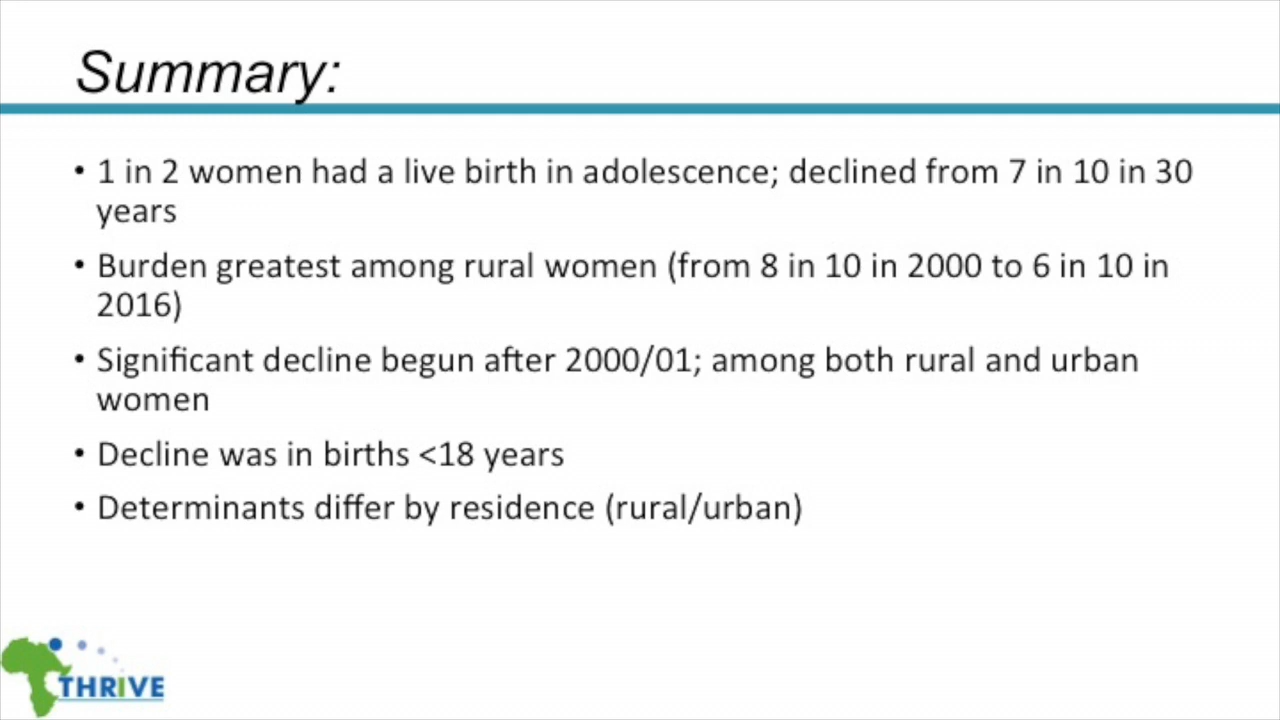 Summary:
• 1 in 2 women had a live birth in adolescence; declined from 7 in 10 in 30
years
• Burden greatest among rural women (from 8 in 10 in 2000 to 6 in 10 in
2016)
• Significant decline begun after 2000/01; among both rural and urban
women
• Decline was in births <18 years
• Determinants differ by residence (rural/urban)
THRIVE